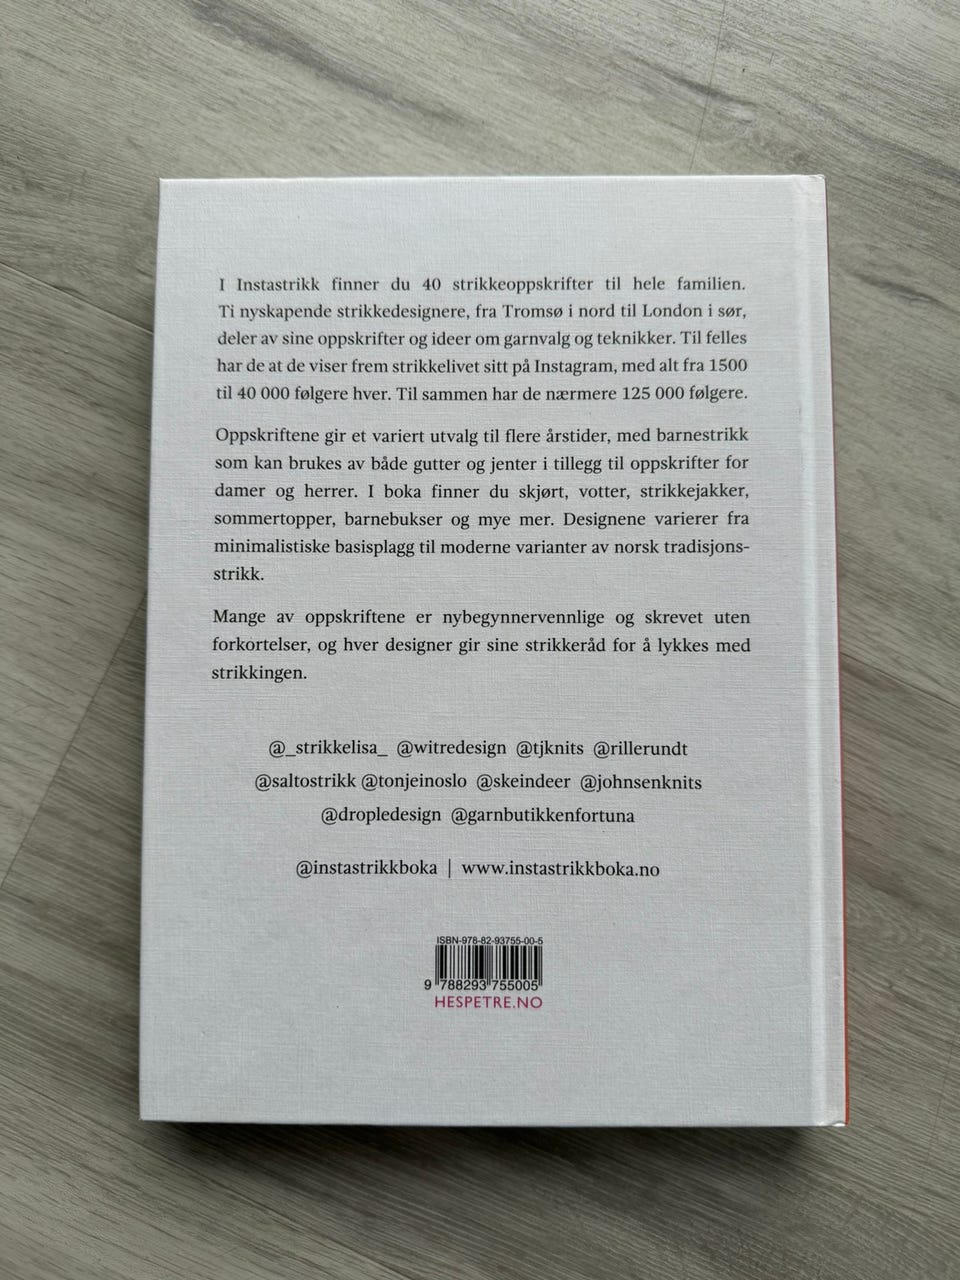 I Instastrikk finner du 40 strikkeoppskrifter til hele familien.
Ti nyskapende strikkedesignere, fra Tromsø i nord til London i sør,
deler av sine oppskrifter og ideer om garnvalg og teknikker. Til felles
har de at de viser frem strikkelivet sitt på Instagram, med alt fra 1500
til 40 000 følgere hver. Til sammen har de nærmere 125 000 følgere.
Oppskriftene gir et variert utvalg til flere årstider, med barnestrikk
som kan brukes av både gutter og jenter i tillegg til oppskrifter for
damer og herrer. I boka finner du skjørt, votter, strikkejakker,
sommertopper, barnebukser og mye mer. Designene varierer fra
minimalistiske basisplagg til moderne varianter av norsk tradisjons-
strikk.
Mange av oppskriftene er nybegynnervennlige og skrevet uten
forkortelser, og hver designer gir sine strikkeråd for å lykkes med
strikkingen.
@_strikkelisa_ @witredesign @tjknits @rillerundt
@saltostrikk @tonjeinoslo @skeindeer @johnsenknits
@dropledesign @garnbutikkenfortuna
@instastrikkboka | www.instastrikkboka.no
ISBN-978-82-93755-00-5
9 788293 755005
HESPETRE.NO